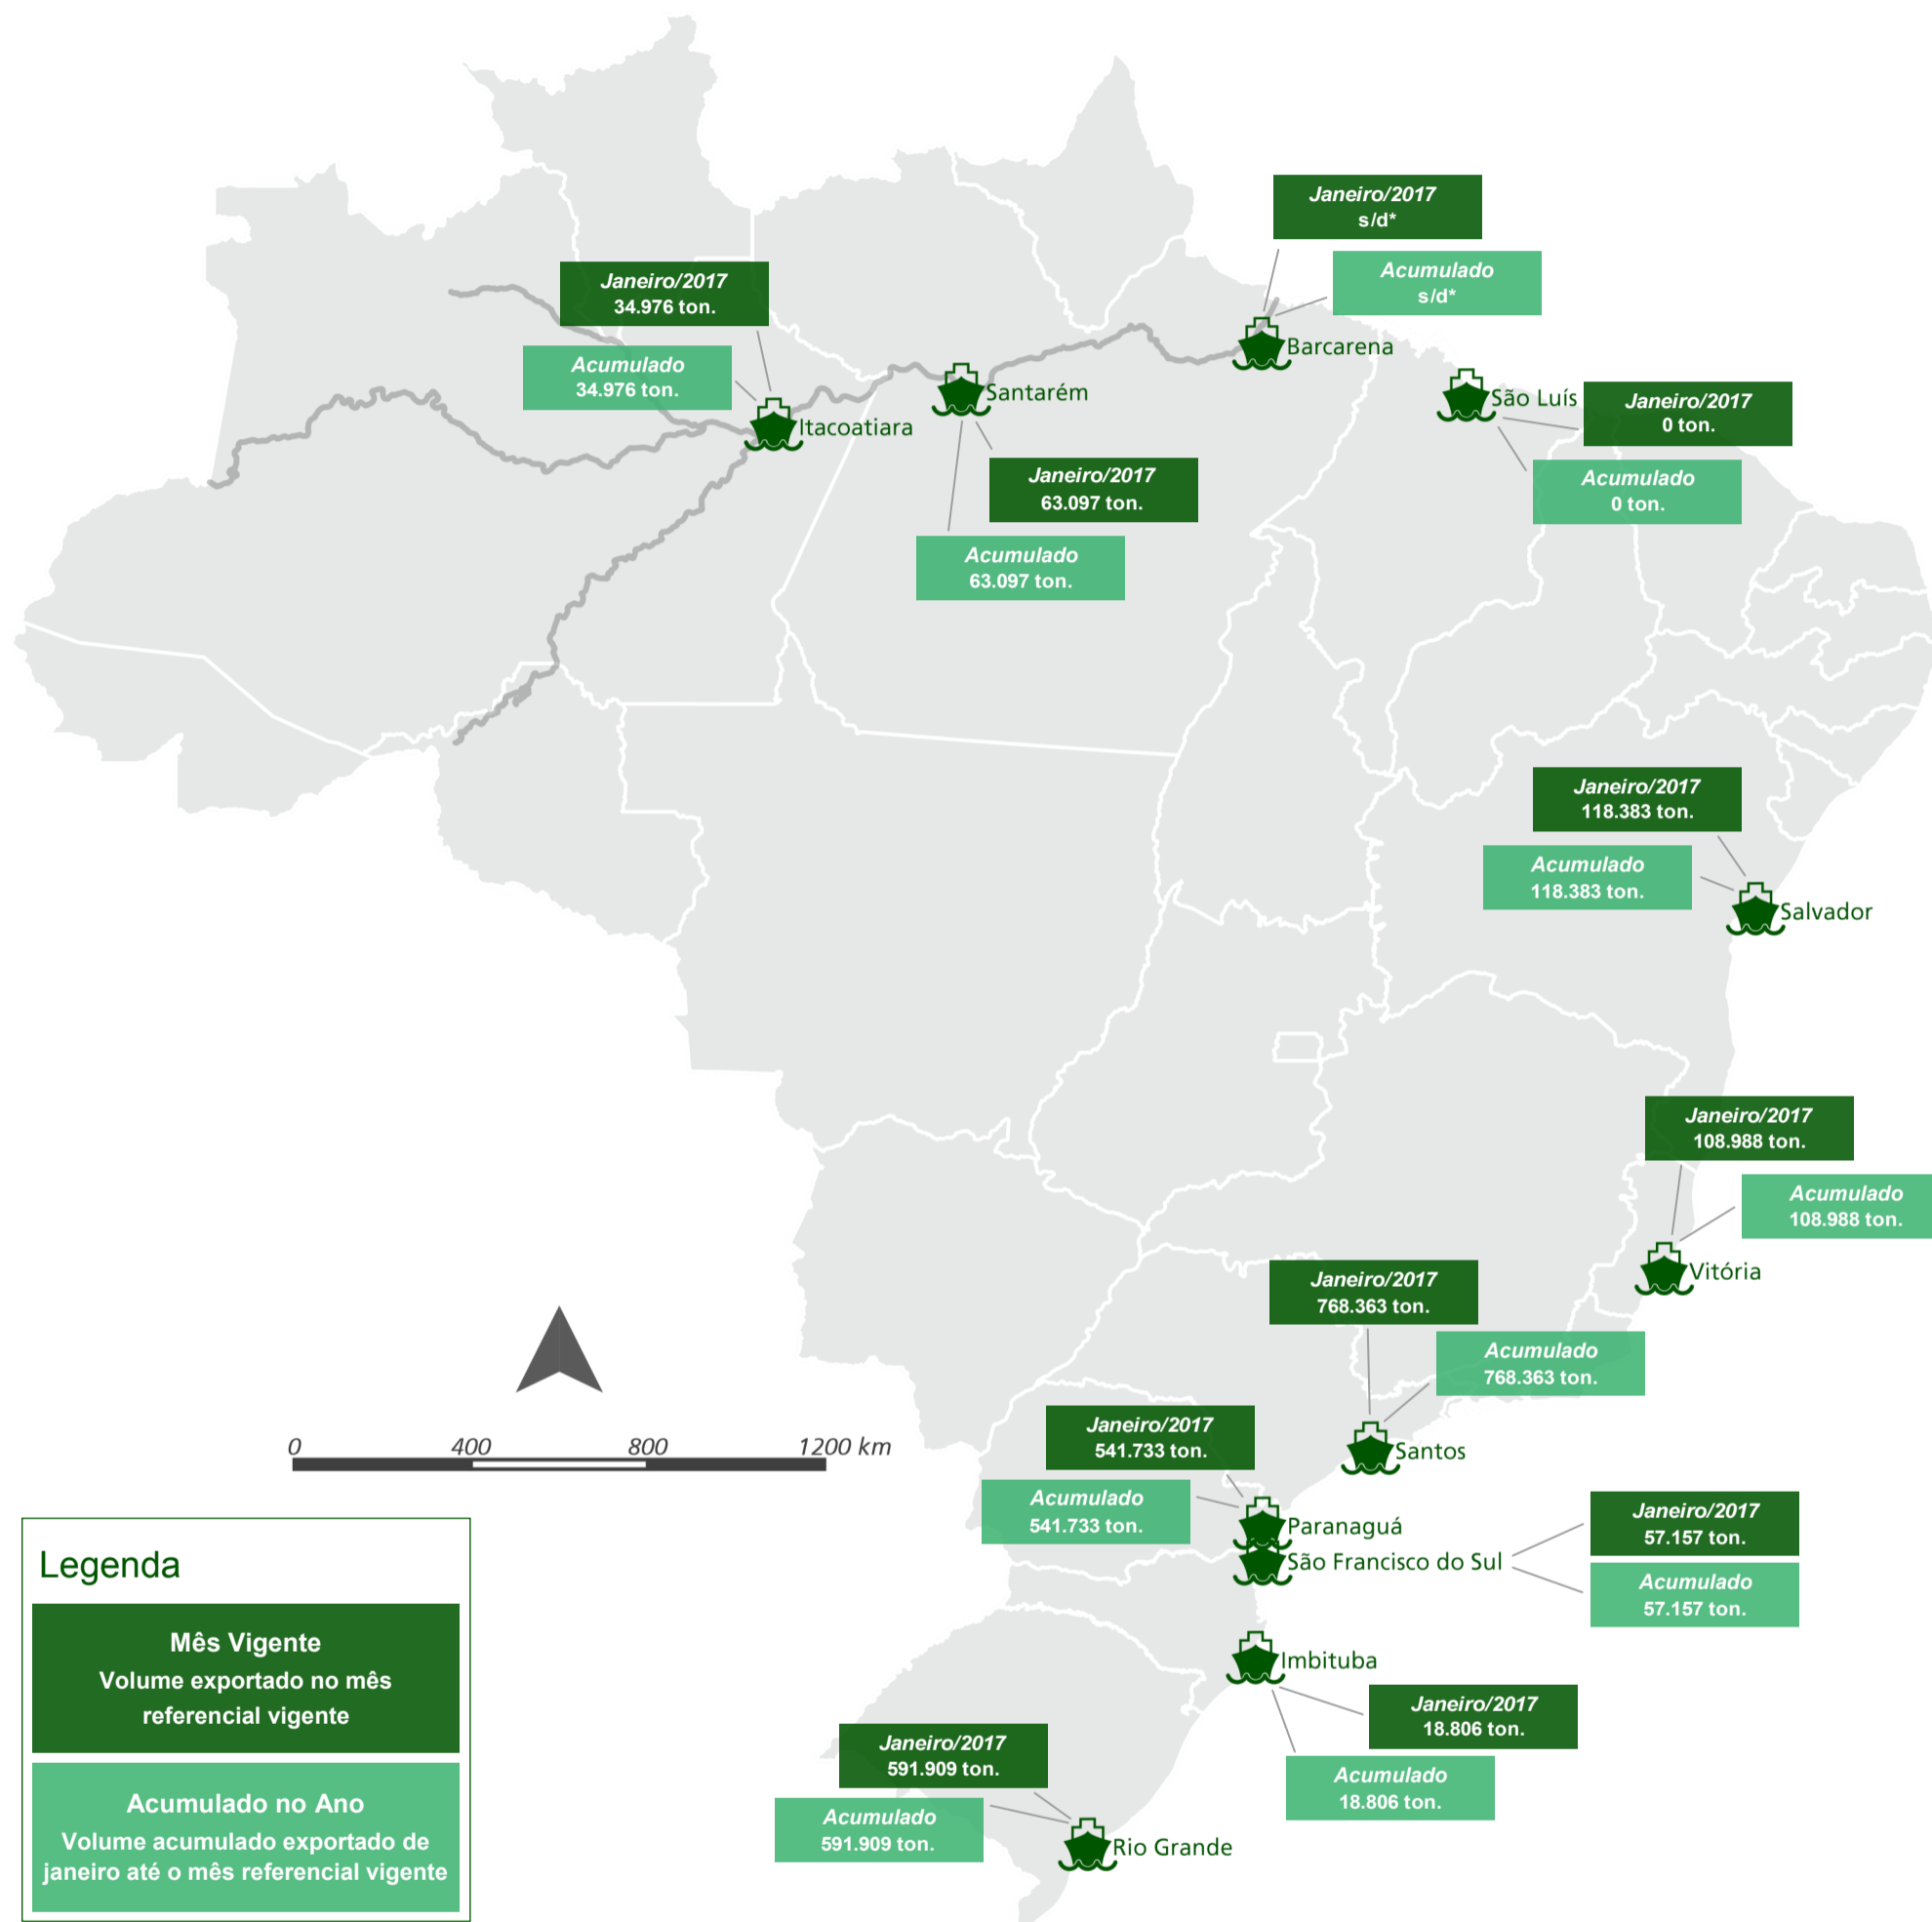 Janeiro/2017
s/d*
Acumulado
s/d*
Barcarena
Janeiro/2017
34.976 ton.
Acumulado
34.976 ton.
Itacoatiara
Santarém
Janeiro/2017
63.097 ton.
Acumulado
63.097 ton.
São Luís
Janeiro/2017
0 ton.
Acumulado
0 ton.
Janeiro/2017
118.383 ton.
Acumulado
118.383 ton.
Salvador
Janeiro/2017
108.988 ton.
Acumulado
108.988 ton.
Vitória
Janeiro/2017
768.363 ton.
Acumulado
768.363 ton.
Santos
Janeiro/2017
541.733 ton.
Acumulado
541.733 ton.
Paranaguá
São Francisco do Sul
Janeiro/2017
57.157 ton.
Acumulado
57.157 ton.
Imbituba
Janeiro/2017
18.806 ton.
Acumulado
18.806 ton.
Janeiro/2017
591.909 ton.
Acumulado
591.909 ton.
Rio Grande
0 400 800 1200 km
Legenda
Mês Vigente
Volume exportado no mês
referencial vigente
Acumulado no Ano
Volume acumulado exportado de
janeiro até o mês referencial vigente